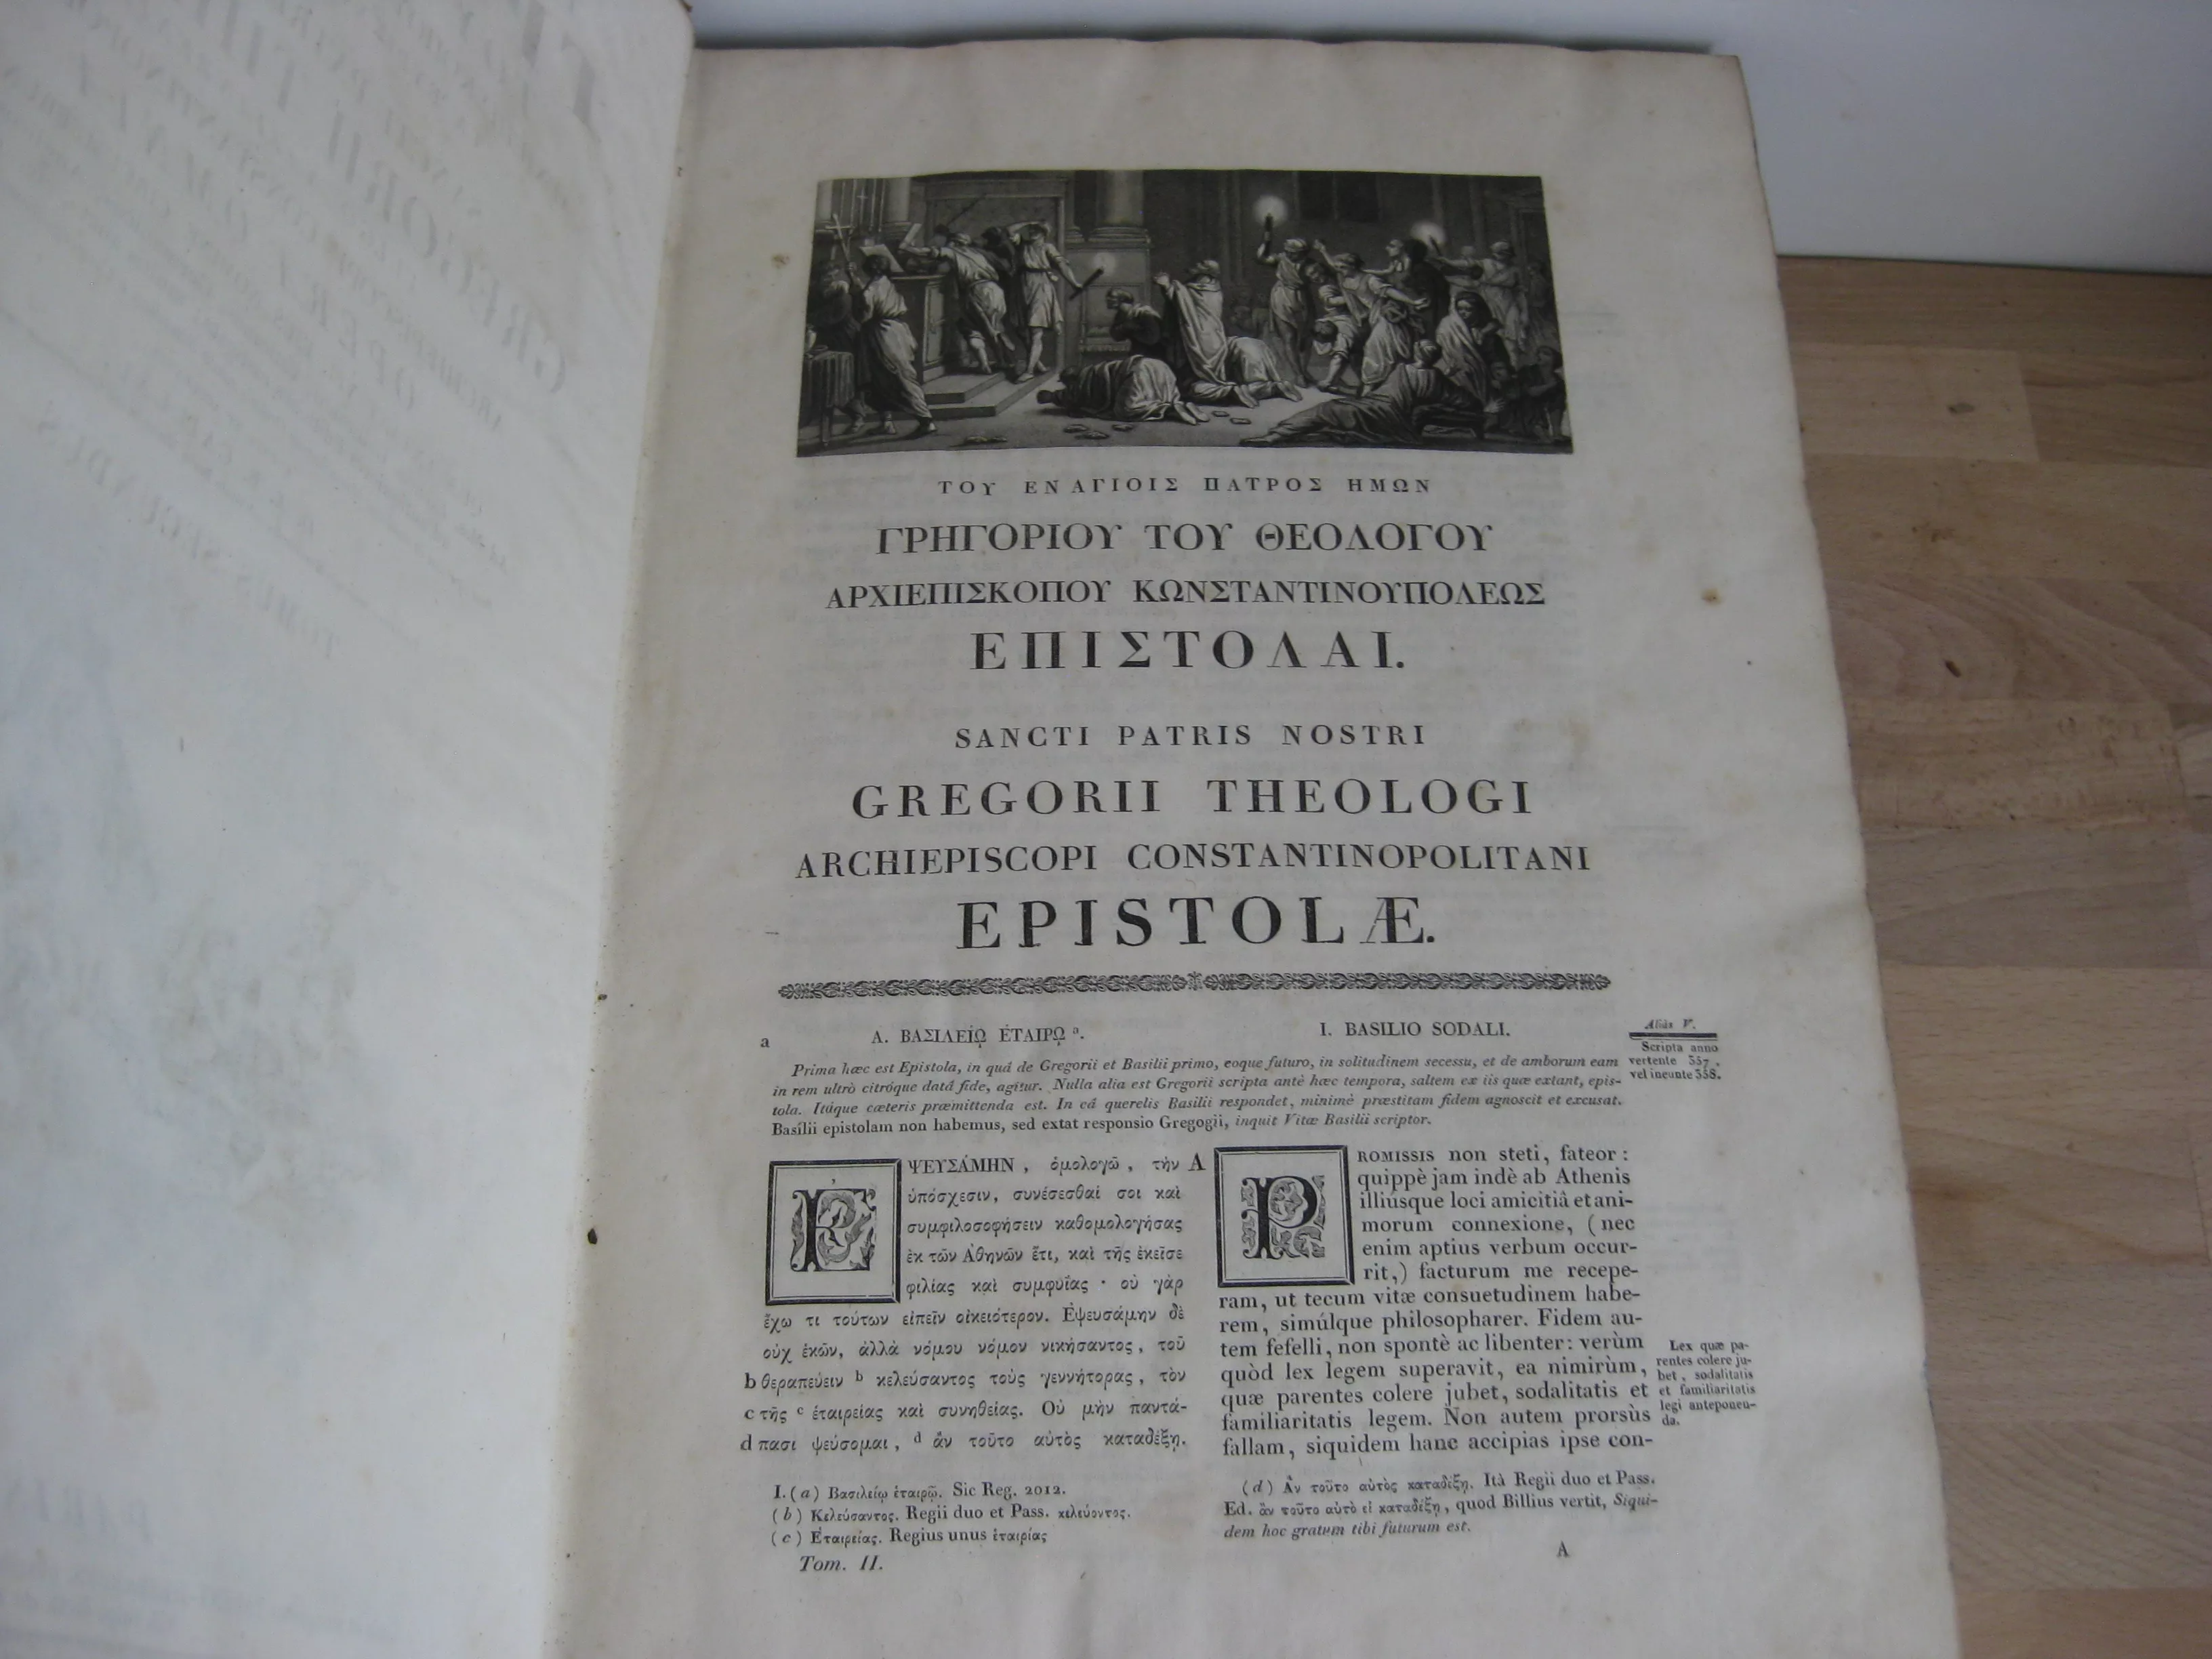 ΤΟΥ ΕΝ ΑΓΙΟΙΣ ΠΑΤΡΟΣ ΗΜΩΝ
ΓΡΗΓΟΡΙΟΥ ΤΟΥ ΘΕΟΛΟΓΟΥ
ΑΡΧΙΕΠΙΣΚΟΠΟΥ ΚΩΝΣΤΑΝΤΙΝΟΥΠΟΛΕΩΣ
ΕΠΙΣΤΟΛΑΙ.
SANCTI PATRIS NOSTRI
GREGORII THEOLOGI
ARCHIEPISCOPI CONSTANTINOPOLITANI
EPISTOLÆ.
a Α. ΒΑΣΙΛΕΙῼ ἙΤΑΙΡῼ a.
I. BASILIO SODALI.
Aliàs V.
Scripta anno
vertente 357,
vel ineunte 358.
Prima hæc est Epistola, in quâ de Gregorii et Basilii primo, eoque futuro, in solitudinem secessu, et de amborum eam
in rem ultrò citróque datâ fide, agitur. Nulla alia est Gregorii scripta antè hæc tempora, saltem ex iis quæ extant, epis-
tola. Itáque cæteris præmittenda est. In eâ querelis Basilii respondet, minimè præstitam fidem agnoscit et excusat.
Basilii epistolam non habemus, sed extat responsio Gregogii, inquit Vitæ Basilii scriptor.
ΕΨΕΥΣΑΜΗΝ, ὁμολογῶ, τὴν A
ὑπόσχεσιν, συνέσεσθαί σοι καὶ
συμφιλοσοφήσειν καθομολογήσας
ἐκ τῶν Ἀθηνῶν ἔτι, καὶ τῆς ἐκεῖσε
φιλίας καὶ συμφυΐας · οὐ γὰρ
ἔχω τι τούτων εἰπεῖν οἰκειότερον. Ἐψευσάμην δὲ
οὐχ ἑκὼν, ἀλλὰ νόμου νόμον νικήσαντος, τοῦ
b θεραπεύειν b κελεύσαντος τοὺς γεννήτορας, τὸν
c τῆς c ἑταιρείας καὶ συνηθείας. Οὐ μὴν παντά-
d πασι ψεύσομαι, d ἂν τοῦτο αὐτὸς καταδέξῃ.
PROMISSIS non steti, fateor:
quippè jam indè ab Athenis
illiúsque loci amicitiâ et ani-
morum connexione, (nec
enim aptius verbum occur-
rit,) facturum me recepe-
ram, ut tecum vitæ consuetudinem habe-
rem, simúlque philosopharer. Fidem au-
tem fefelli, non spontè ac libenter: verùm
quòd lex legem superavit, ea nimirùm,
quæ parentes colere jubet, sodalitatis et
familiaritatis legem. Non autem prorsùs
fallam, siquidem hanc accipias ipse con-
Lex quæ pa-
rentes colere ju-
bet, sodalitatis
et familiaritatis
legi anteponen-
da.
I. (a) Βασιλείῳ ἑταιρῷ. Sic Reg. 2012.
(b) Κελεύσαντος. Regii duo et Pass. κελεύοντος.
(c) Ἑταιρείας. Regius unus ἑταιρίας
Tom. II.
(d) Ἂν τοῦτο αὐτὸς καταδέξῃ. Ità Regii duo et Pass.
Ed. ἂν τοῦτο αὐτὸ εἰ καταδέξῃ, quod Billius vertit, Siqui-
dem hoc gratum tibi futurum est.
A